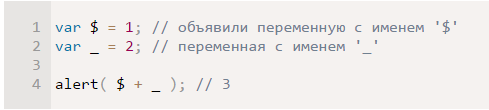 1 var $ = 1; // объявили переменную с именем '$'
2 var _ = 2; // переменная с именем '_'
3
4 alert( $ + _ ); // 3